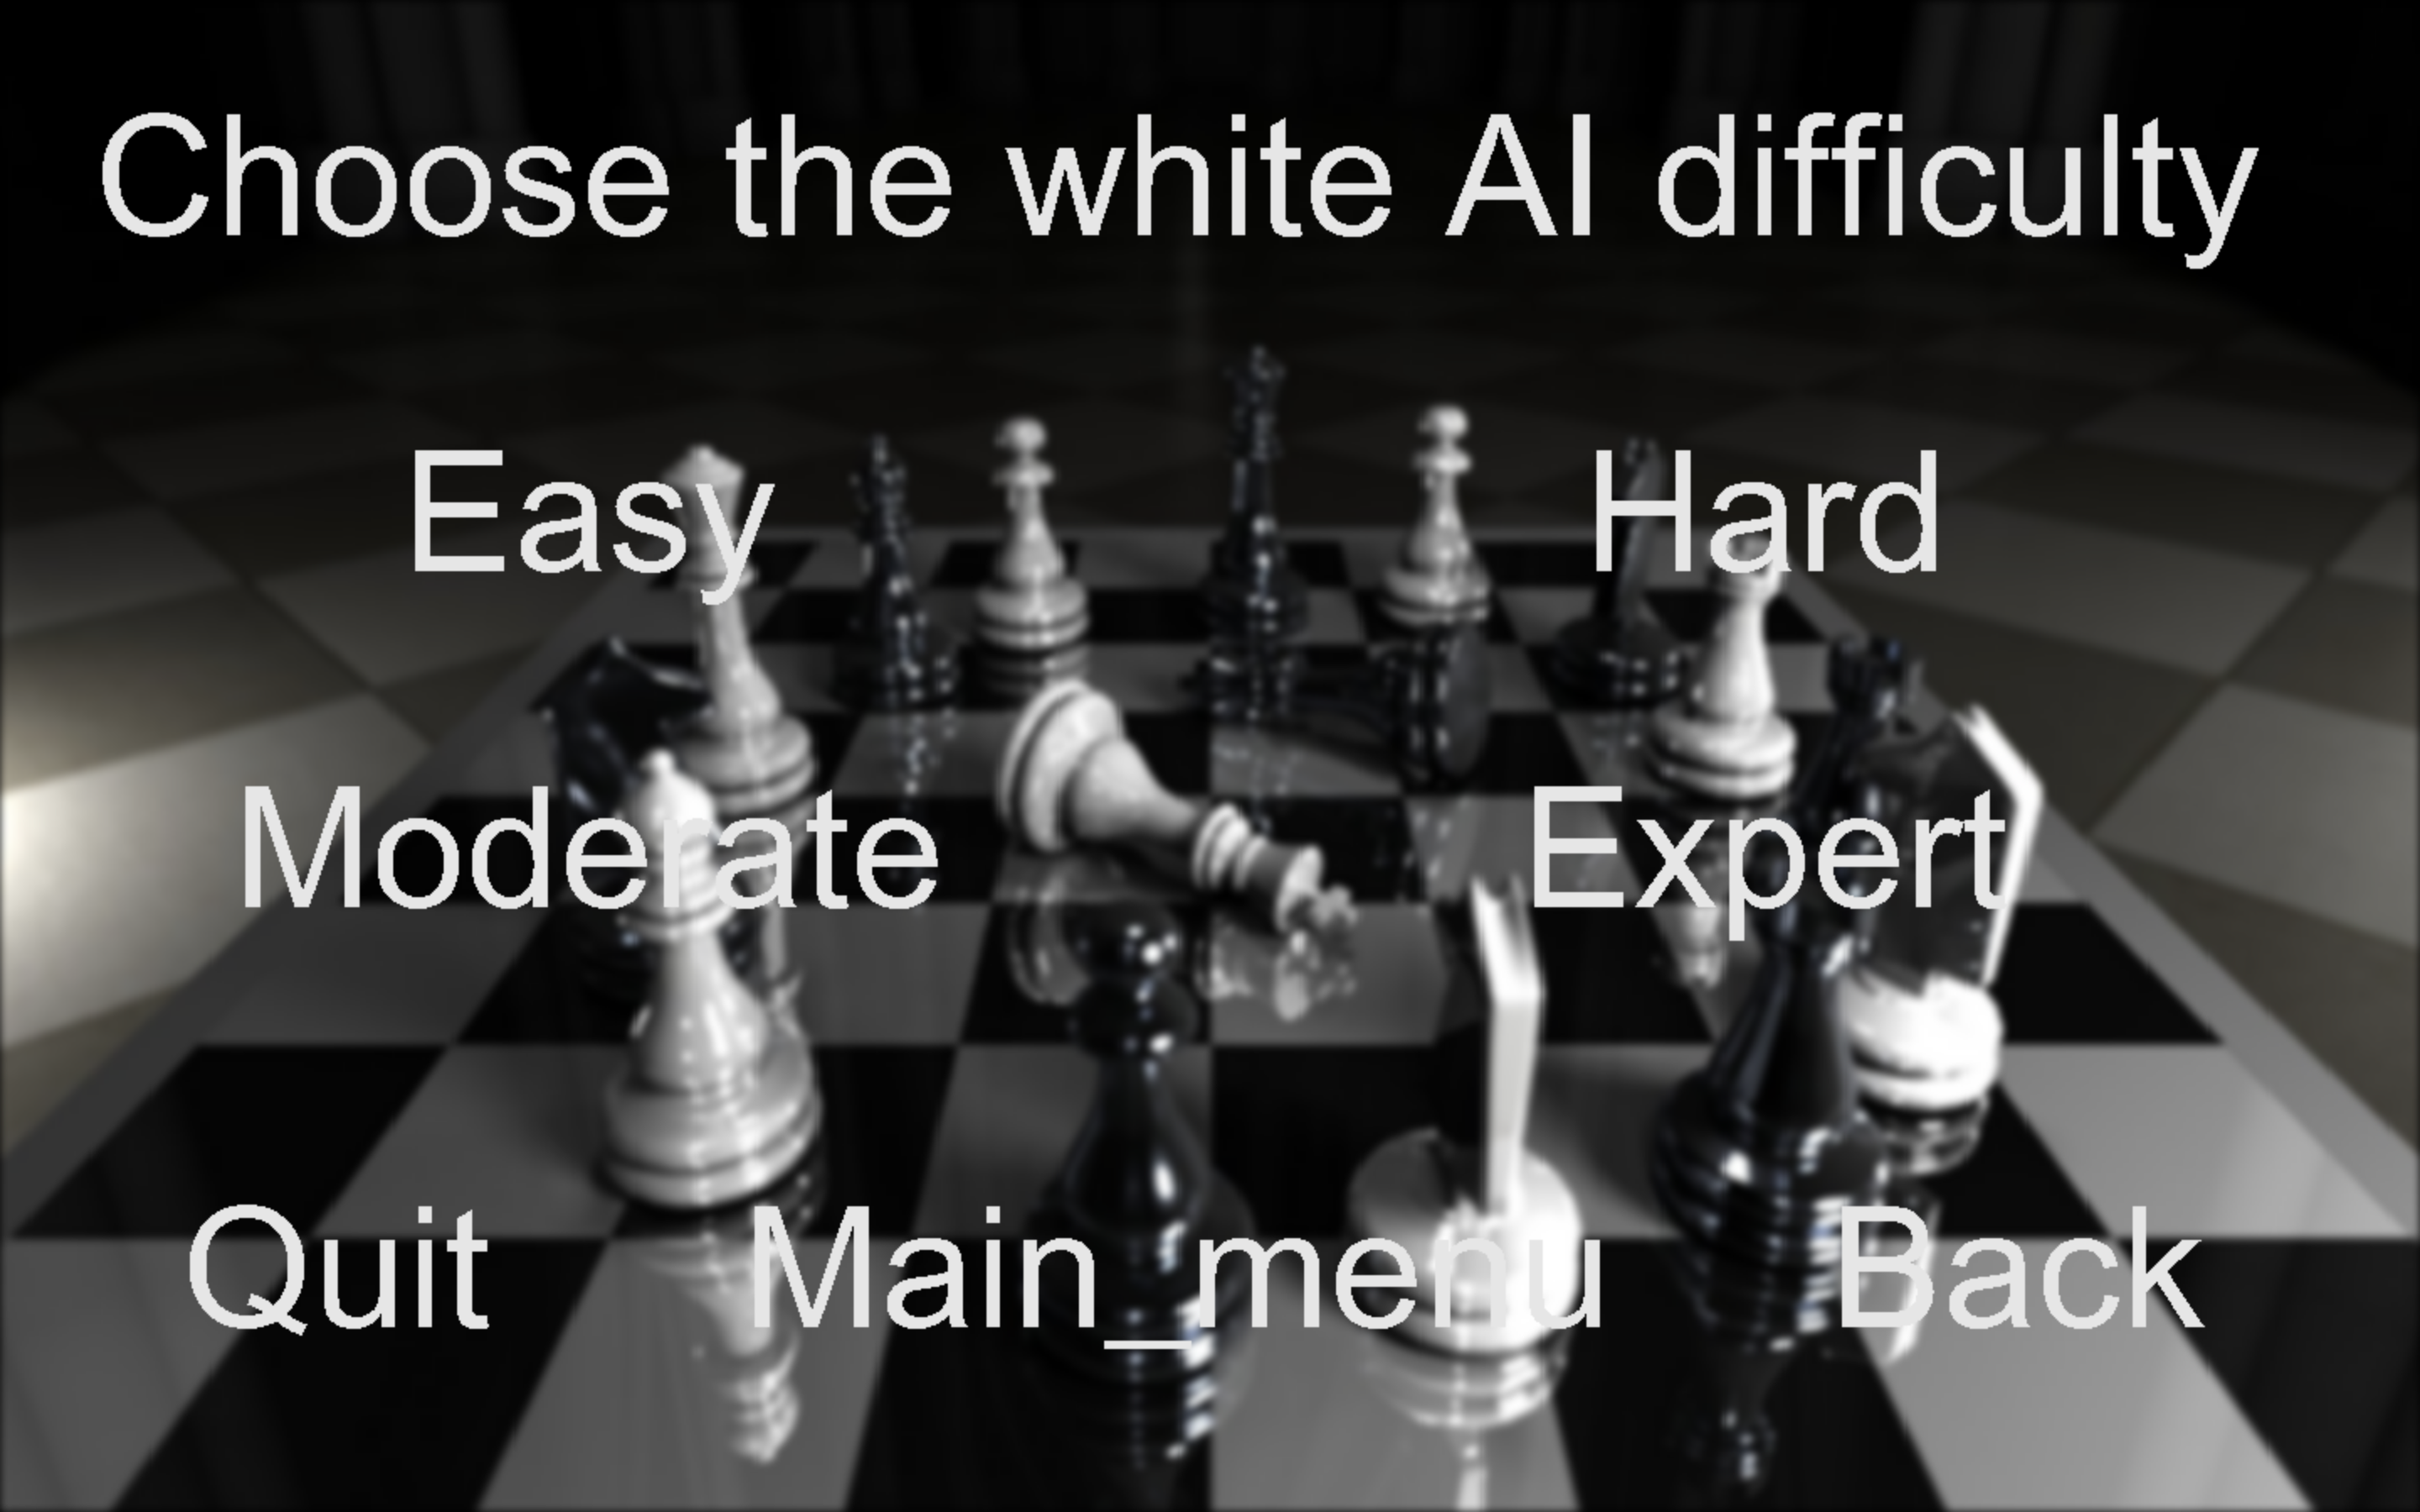 Choose the white AI difficulty
Easy Hard
Moderate Expert
Quit Main_menu Back